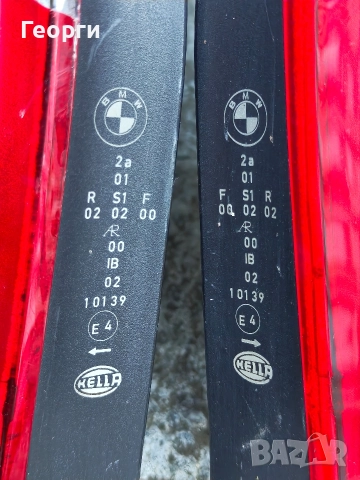 Георги
BMW
2a
01
R S1 F
02 02 00
AR
00
IB
02
10139
E4
HELLA
BMW
2a
01
F S1 R
00 02 02
AR
00
IB
02
10139
E4
HELLA
BAZAR